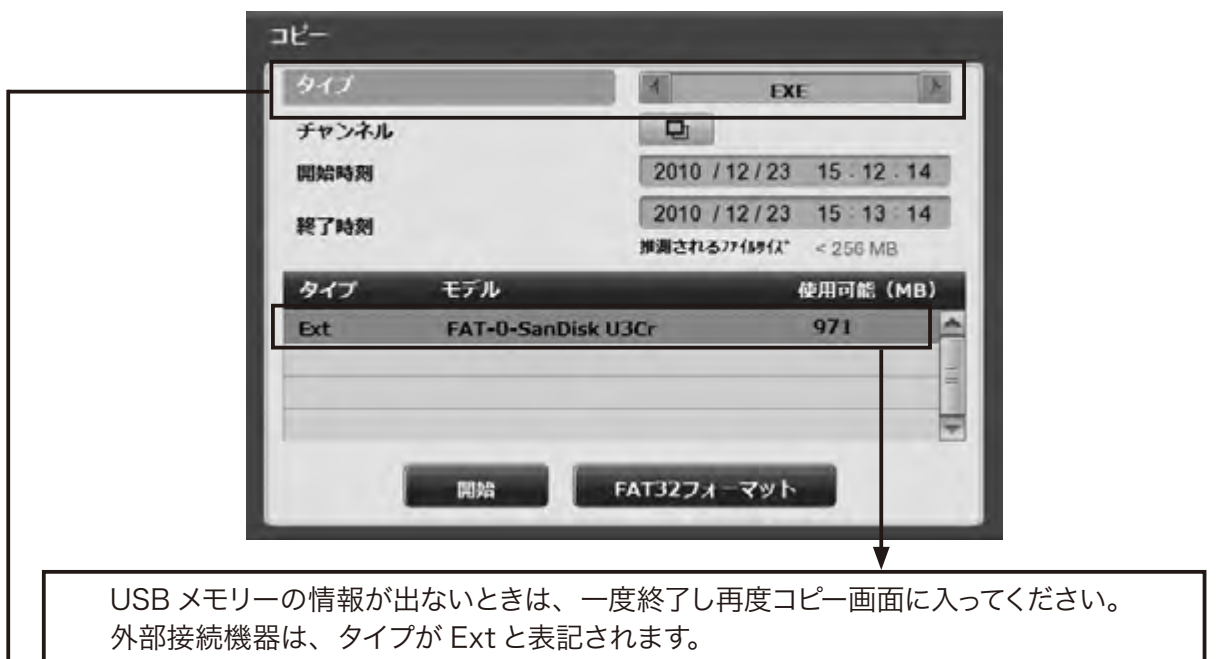 コピー
タイプ EXE
チャンネル
開始時刻 2010 / 12 / 23 15 : 12 : 14
終了時刻 2010 / 12 / 23 15 : 13 : 14
推測されるﾌｧｲﾙｻｲｽﾞ < 256 MB
タイプ モデル 使用可能（MB）
Ext FAT-0-SanDisk U3Cr 971
開始 FAT32フォーマット
USB メモリーの情報が出ないときは、一度終了し再度コピー画面に入ってください。
外部接続機器は、タイプが Ext と表記されます。